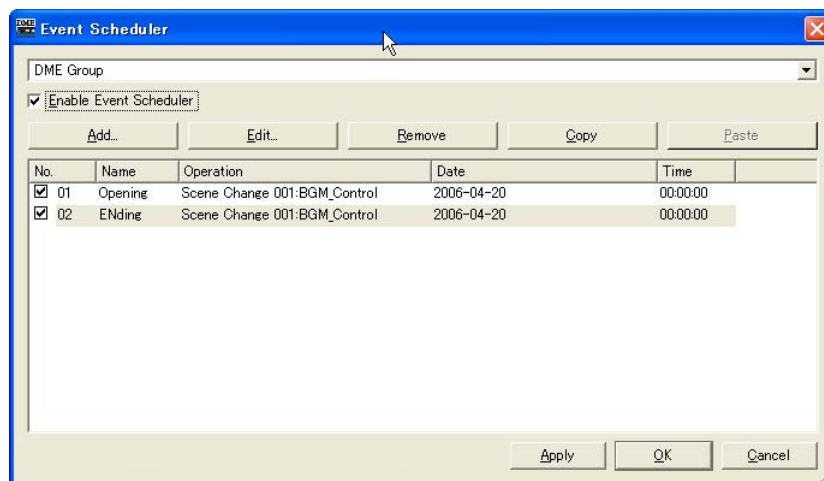 DME Event Scheduler
DME Group
Enable Event Scheduler
Add... Edit... Remove Copy Paste
No. Name Operation Date Time
01 Opening Scene Change 001:BGM_Control 2006-04-20 00:00:00
02 ENding Scene Change 001:BGM_Control 2006-04-20 00:00:00
Apply OK Cancel